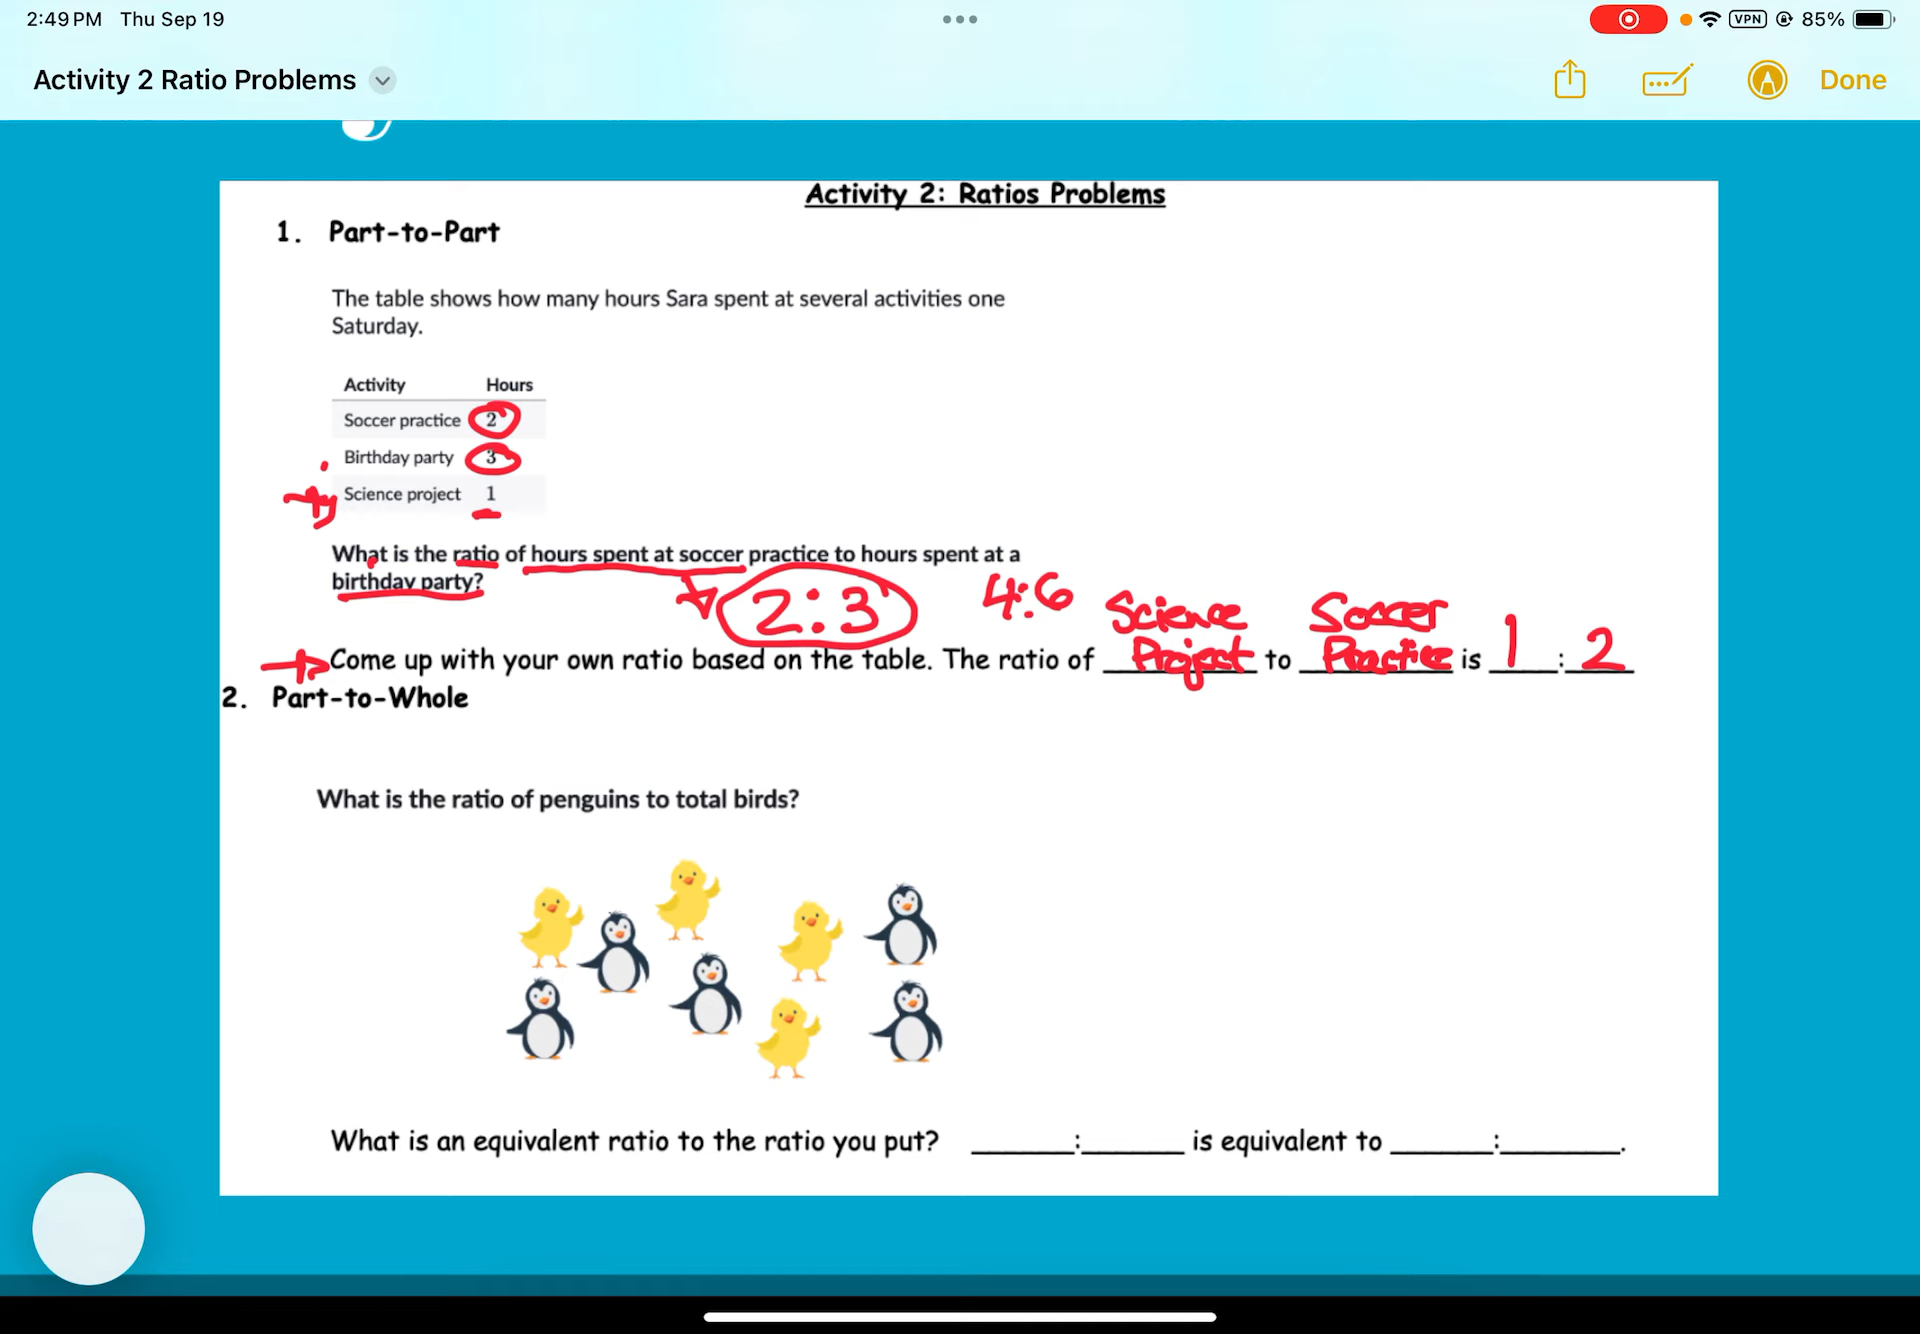 2:49 PM Thu Sep 19
VPN 85%
Activity 2 Ratio Problems
Done
Activity 2: Ratios Problems
1. Part-to-Part
The table shows how many hours Sara spent at several activities one
Saturday.
Activity Hours
Soccer practice 2
Birthday party 3
Science project 1
What is the ratio of hours spent at soccer practice to hours spent at a
birthday party?
2:3 4:6
Science Soccer
Come up with your own ratio based on the table. The ratio of Project to Practice is 1 : 2
2. Part-to-Whole
What is the ratio of penguins to total birds?
What is an equivalent ratio to the ratio you put? ______:______ is equivalent to ______:______.